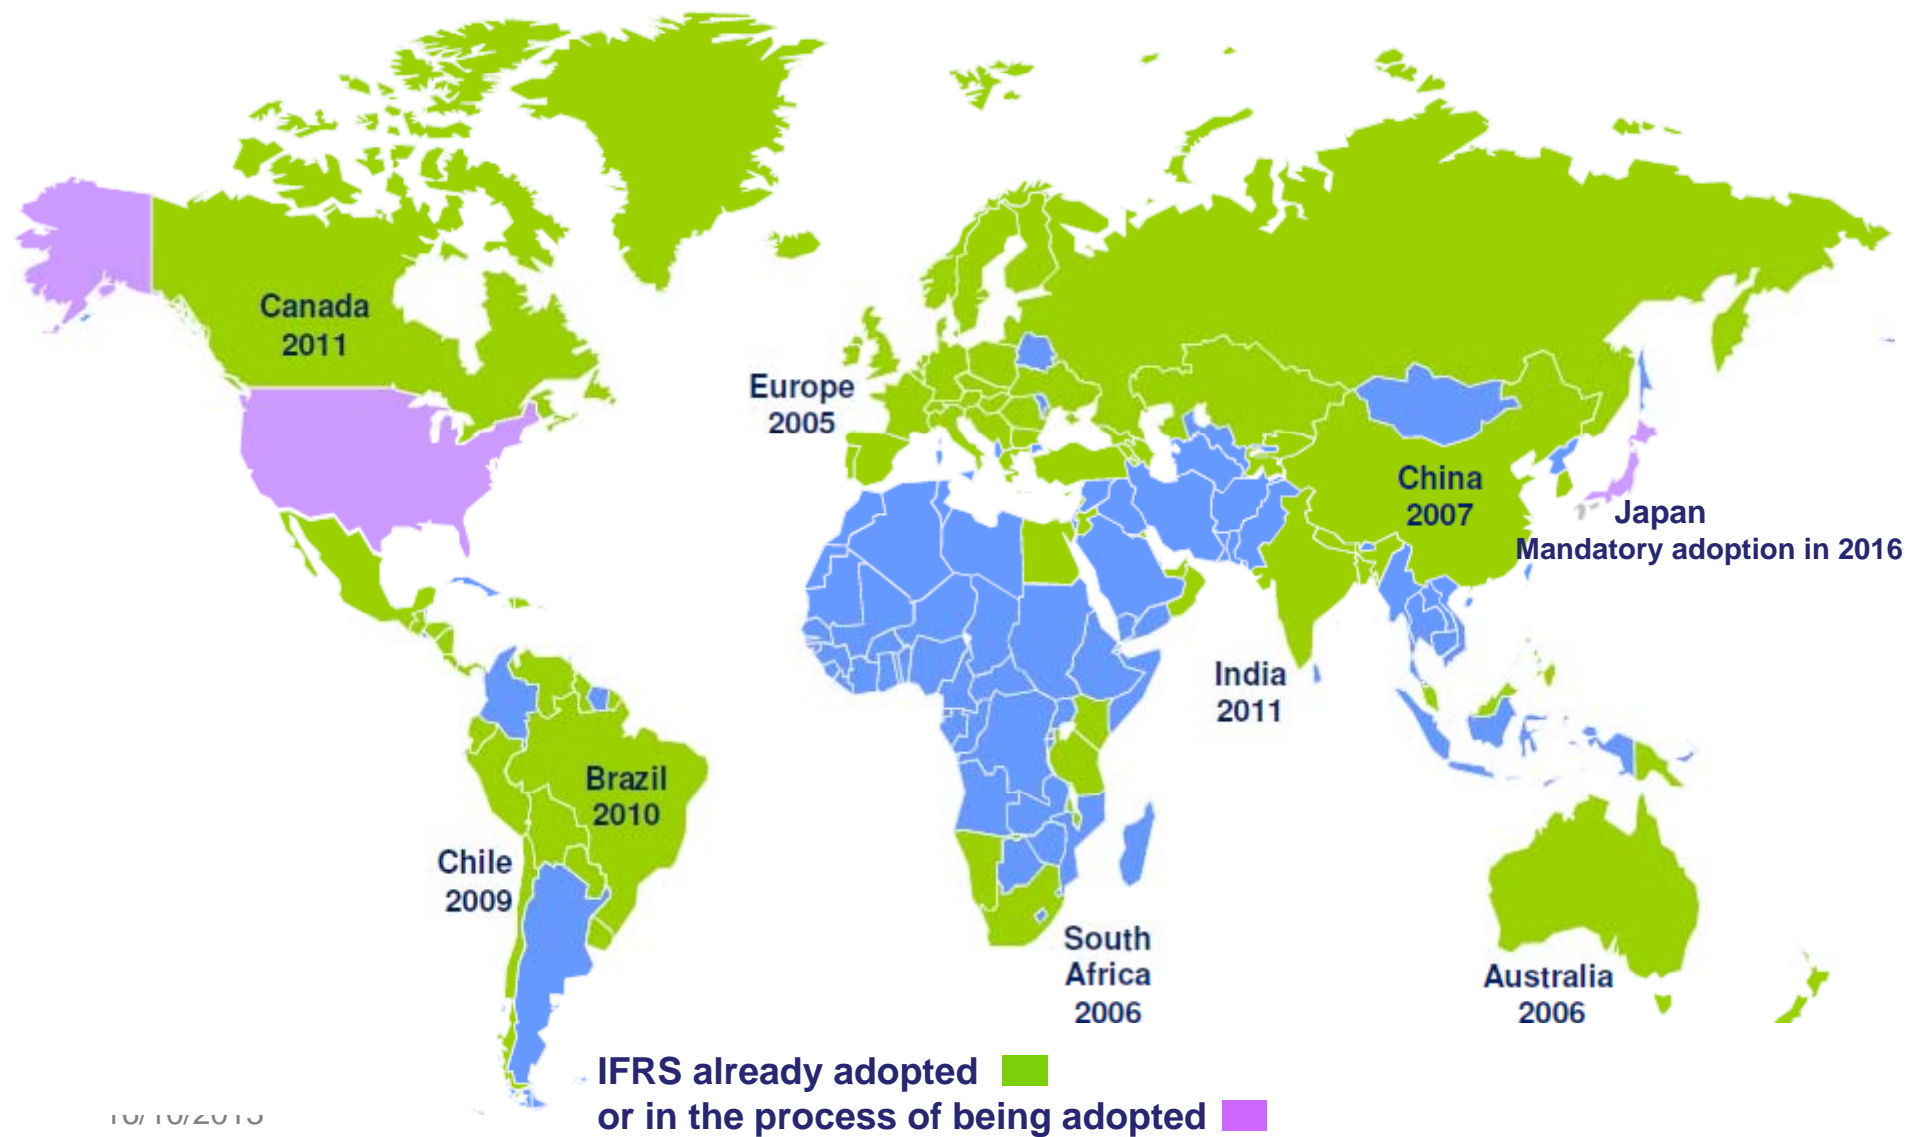 Canada
2011
Europe
2005
China
2007
Japan
Mandatory adoption in 2016
India
2011
Brazil
2010
Chile
2009
South
Africa
2006
Australia
2006
IFRS already adopted
or in the process of being adopted